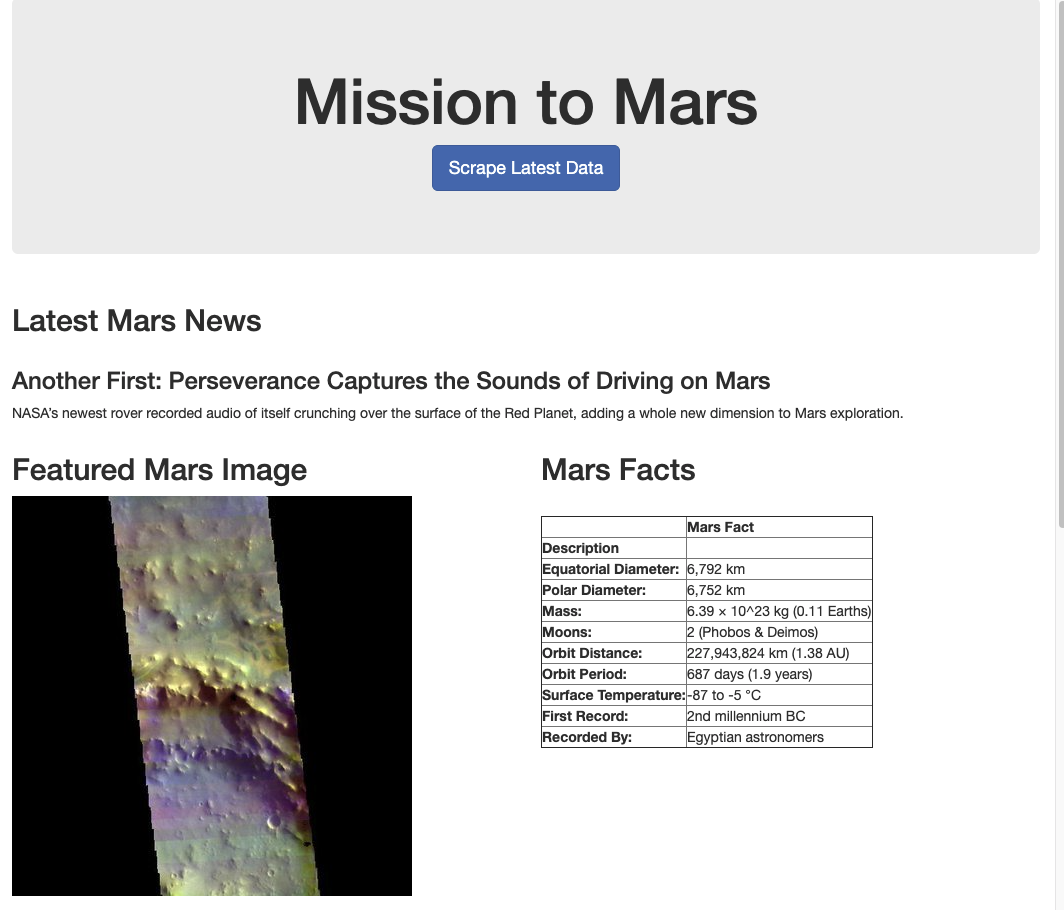 Mission to Mars
Scrape Latest Data
Latest Mars News
Another First: Perseverance Captures the Sounds of Driving on Mars
NASA's newest rover recorded audio of itself crunching over the surface of the Red Planet, adding a whole new dimension to Mars exploration.
Featured Mars Image
Mars Facts
Mars Fact
Description
Equatorial Diameter: 6,792 km
Polar Diameter: 6,752 km
Mass: 6.39 × 10^23 kg (0.11 Earths)
Moons: 2 (Phobos & Deimos)
Orbit Distance: 227,943,824 km (1.38 AU)
Orbit Period: 687 days (1.9 years)
Surface Temperature: -87 to -5 °C
First Record: 2nd millennium BC
Recorded By: Egyptian astronomers